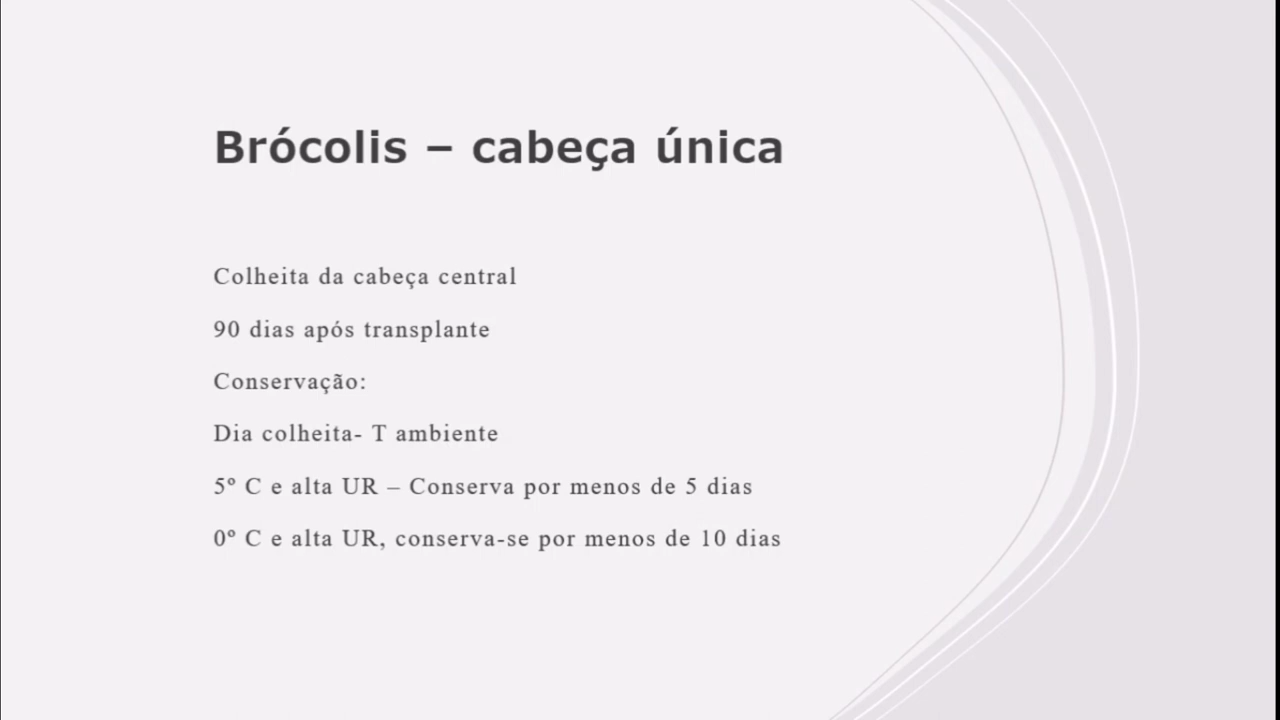 Brócolis – cabeça única
Colheita da cabeça central
90 dias após transplante
Conservação:
Dia colheita- T ambiente
5º C e alta UR – Conserva por menos de 5 dias
0º C e alta UR, conserva-se por menos de 10 dias